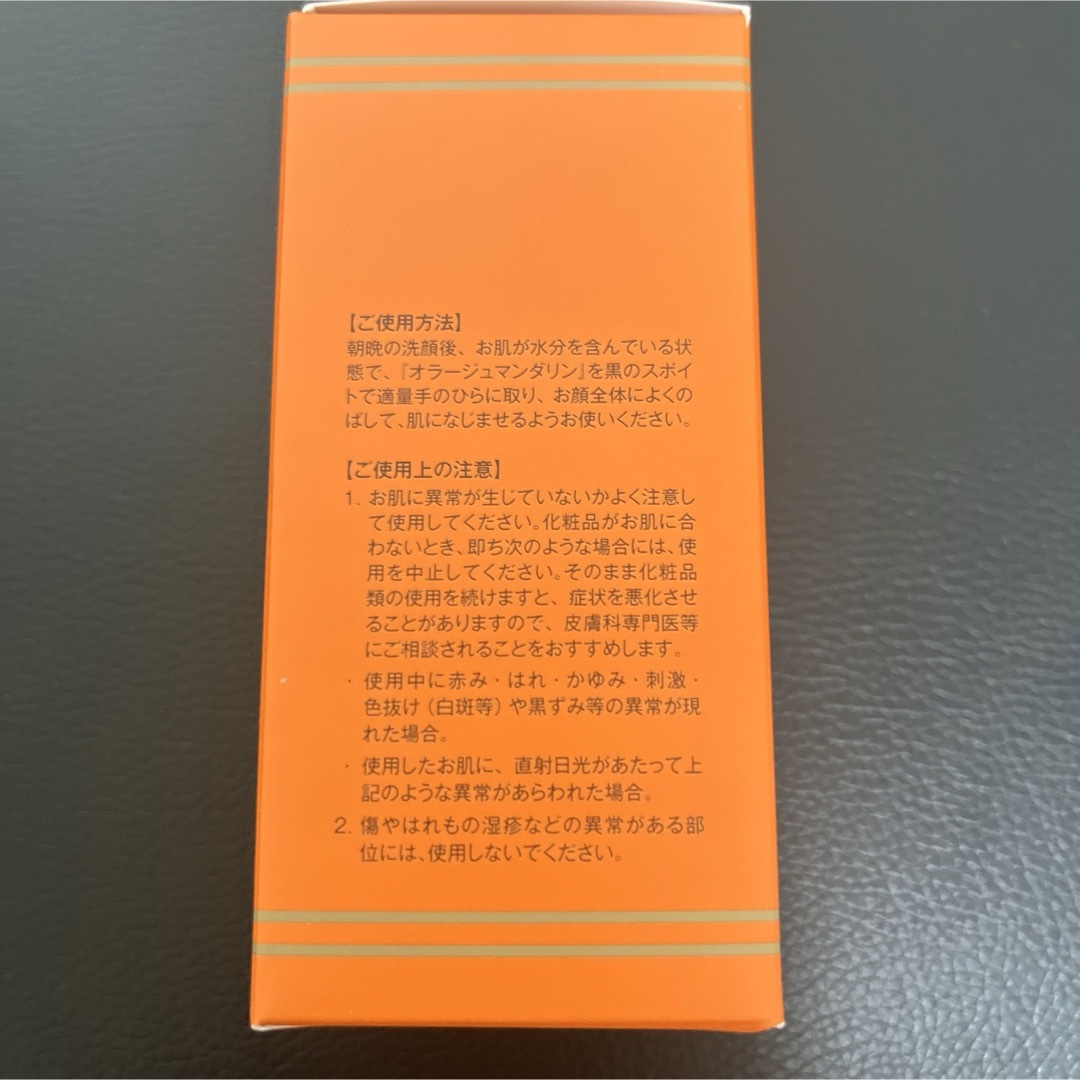 【ご使用方法】
朝晩の洗顔後、お肌が水分を含んでいる状
態で、『オラージュマンダリン』を黒のスポイ
トで適量手のひらに取り、お顔全体によくの
ばして、肌になじませるようお使いください。
【ご使用上の注意】
1. お肌に異常が生じていないかよく注意し
て使用してください。化粧品がお肌に合
わないとき、即ち次のような場合には、使
用を中止してください。そのまま化粧品
類の使用を続けますと、症状を悪化させ
ることがありますので、皮膚科専門医等
にご相談されることをおすすめします。
・使用中に赤み・はれ・かゆみ・刺激・
色抜け（白斑等）や黒ずみ等の異常が現
れた場合。
・使用したお肌に、直射日光があたって上
記のような異常があらわれた場合。
2. 傷やはれもの湿疹などの異常がある部
位には、使用しないでください。